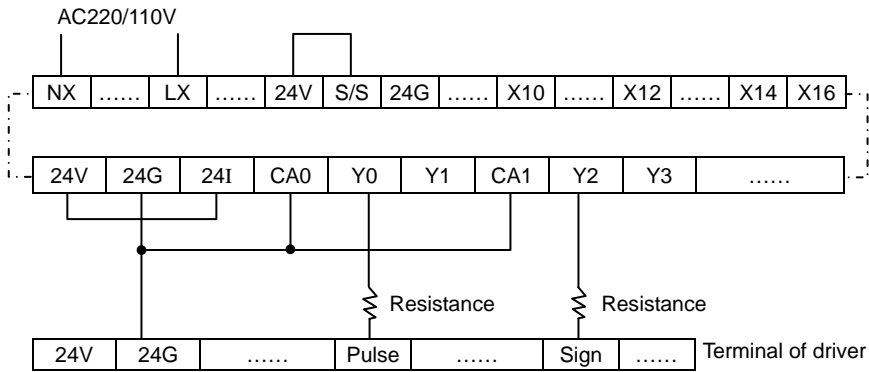 AC220/110V
NX …… LX …… 24V S/S 24G …… X10 …… X12 …… X14 X16
24V 24G 24I CA0 Y0 Y1 CA1 Y2 Y3 ……
Resistance Resistance
24V 24G …… Pulse …… Sign …… Terminal of driver